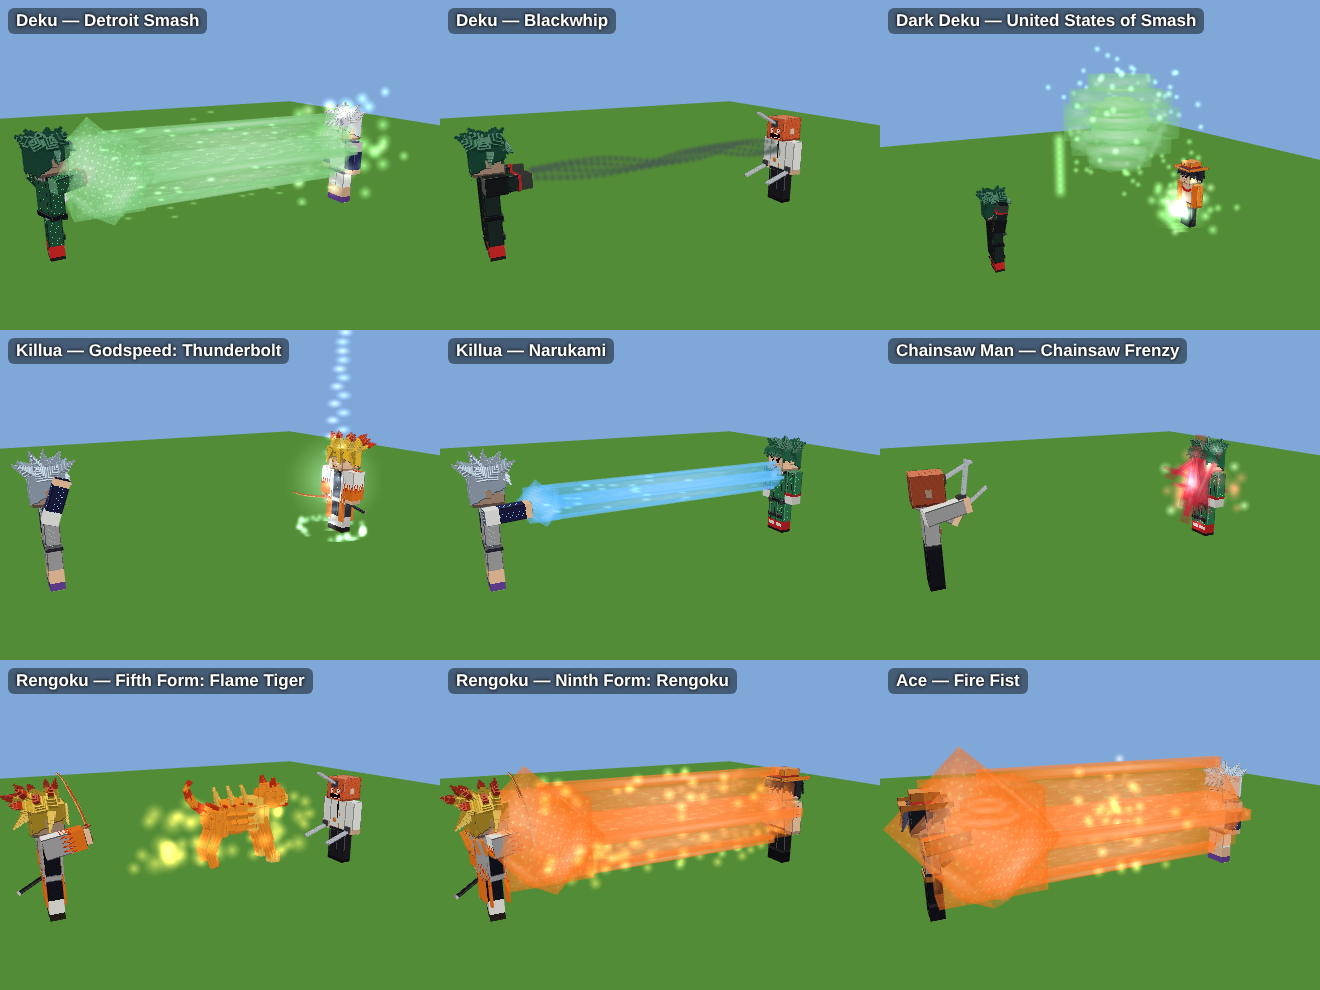 Deku — Detroit Smash
Deku — Blackwhip
Dark Deku — United States of Smash
Killua — Godspeed: Thunderbolt
Killua — Narukami
Chainsaw Man — Chainsaw Frenzy
Rengoku — Fifth Form: Flame Tiger
Rengoku — Ninth Form: Rengoku
Ace — Fire Fist